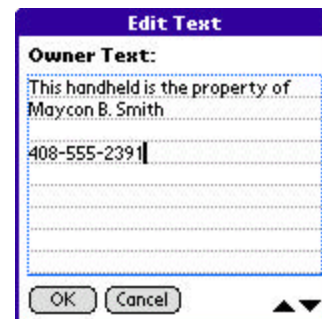 Edit Text
Owner Text:
This handheld is the property of
Maycon B. Smith
408-555-2391
OK Cancel